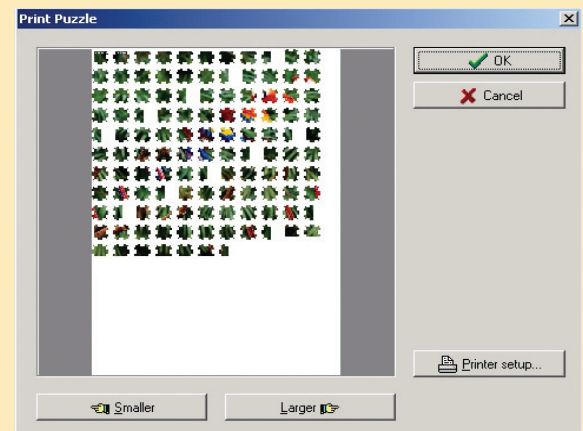 Print Puzzle
OK
Cancel
Printer setup...
Smaller
Larger